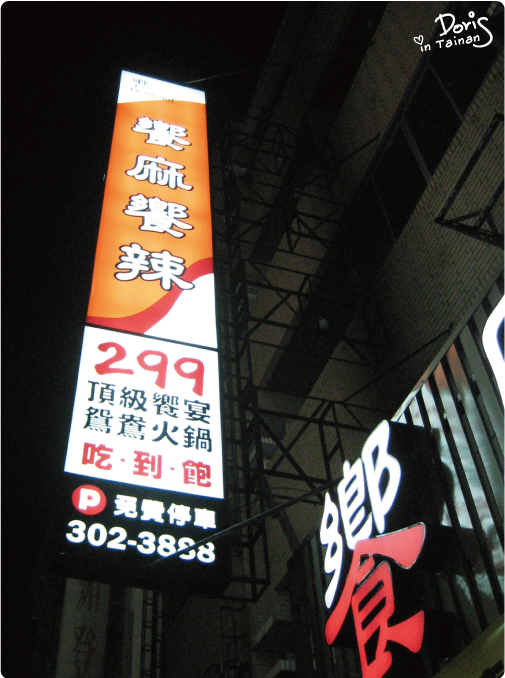 Doris
in Tainan
饗
饗麻饗辣
299
頂級饗宴
鴛鴦火鍋
吃·到·飽
P 免費停車
302-3888
饗